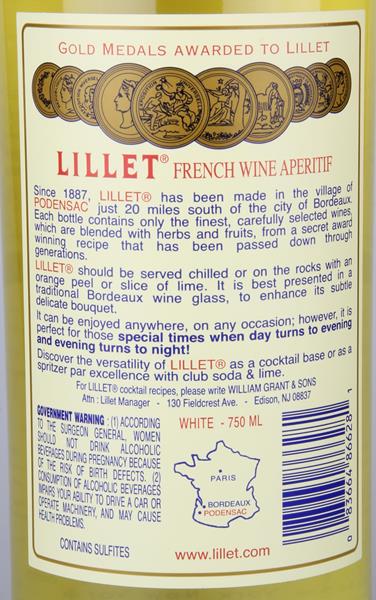 GOLD MEDALS AWARDED TO LILLET
LILLET® FRENCH WINE APERITIF
Since 1887, LILLET® has been made in the village of
PODENSAC just 20 miles south of the city of Bordeaux.
Each bottle contains only the finest, carefully selected wines,
which are blended with herbs and fruits, from a secret award
winning recipe that has been passed down through
generations.
LILLET® should be served chilled or on the rocks with an
orange peel or slice of lime. It is best presented in a
traditional Bordeaux wine glass, to enhance its subtle
delicate bouquet.
It can be enjoyed anywhere, on any occasion; however, it is
perfect for those special times when day turns to evening
and evening turns to night!
Discover the versatility of LILLET® as a cocktail base or as a
spritzer par excellence with club soda & lime.
For LILLET® cocktail recipes, please write WILLIAM GRANT & SONS
Attn : Lillet Manager - 130 Fieldcrest Ave. - Edison, NJ 08837
GOVERNMENT WARNING : (1) ACCORDING
TO THE SURGEON GENERAL, WOMEN
SHOULD NOT DRINK ALCOHOLIC
BEVERAGES DURING PREGNANCY BECAUSE
OF THE RISK OF BIRTH DEFECTS. (2)
CONSUMPTION OF ALCOHOLIC BEVERAGES
IMPAIRS YOUR ABILITY TO DRIVE A CAR OR
OPERATE MACHINERY, AND MAY CAUSE
HEALTH PROBLEMS.
CONTAINS SULFITES
WHITE - 750 ML
PARIS
BORDEAUX
PODENSAC
www.lillet.com
0 83664 86628 1